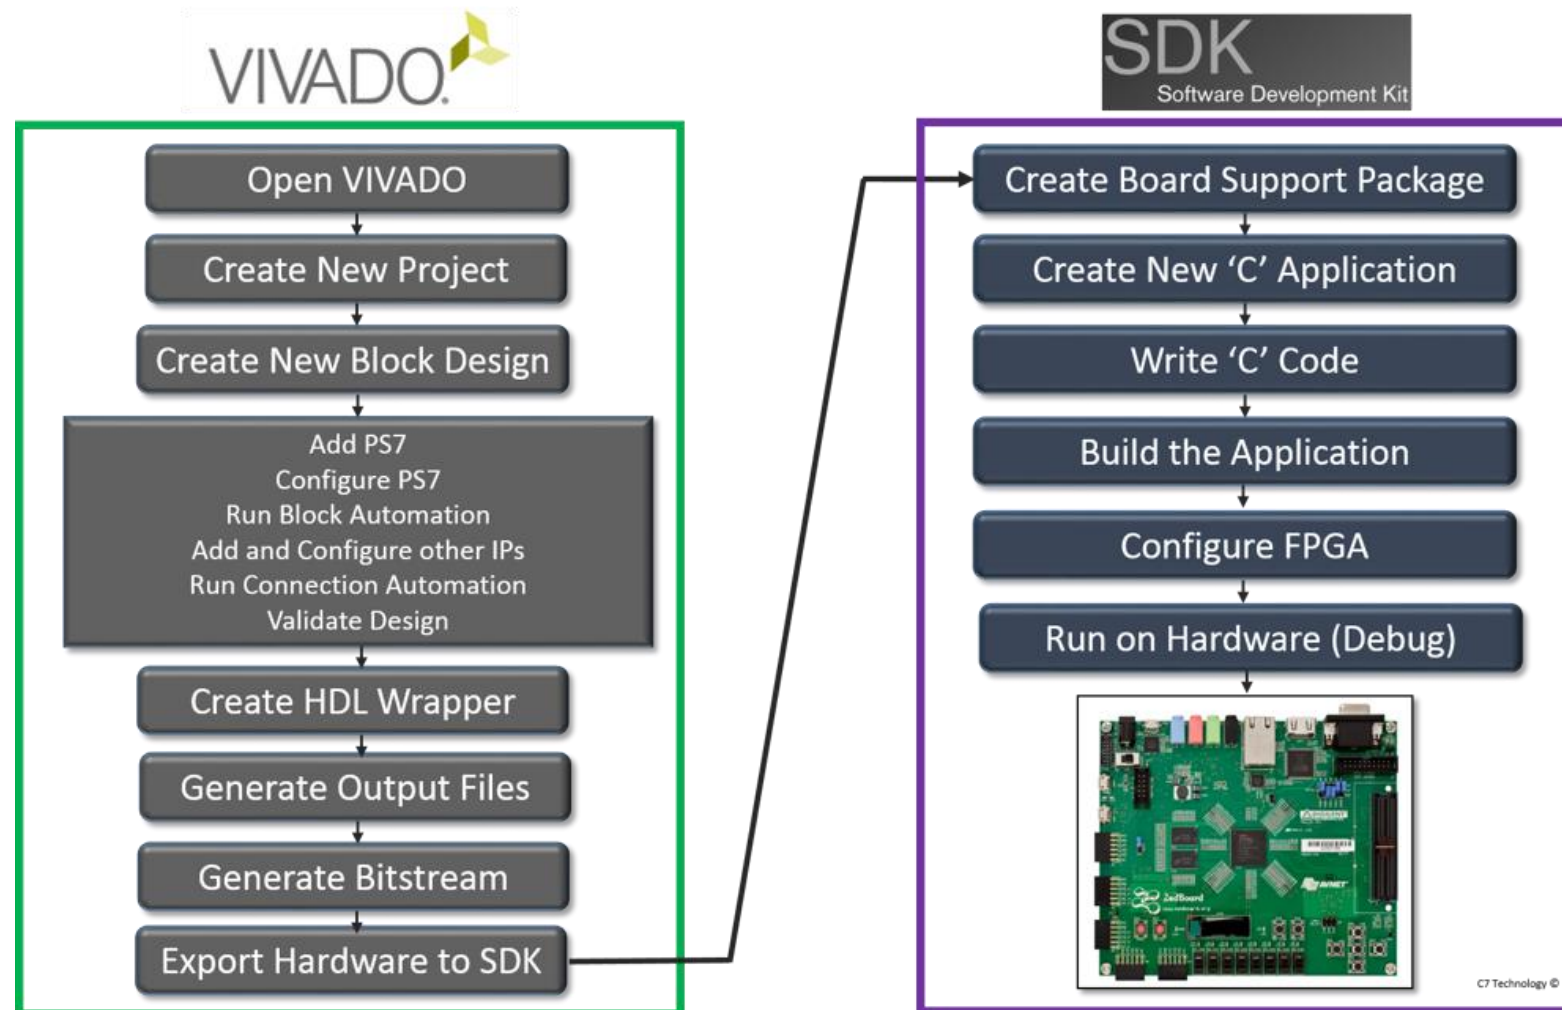 VIVADO.
Open VIVADO
Create New Project
Create New Block Design
Add PS7
Configure PS7
Run Block Automation
Add and Configure other IPs
Run Connection Automation
Validate Design
Create HDL Wrapper
Generate Output Files
Generate Bitstream
Export Hardware to SDK
SDK
Software Development Kit
Create Board Support Package
Create New ‘C’ Application
Write ‘C’ Code
Build the Application
Configure FPGA
Run on Hardware (Debug)
AVNET
ZedBoard
C7 Technology ©